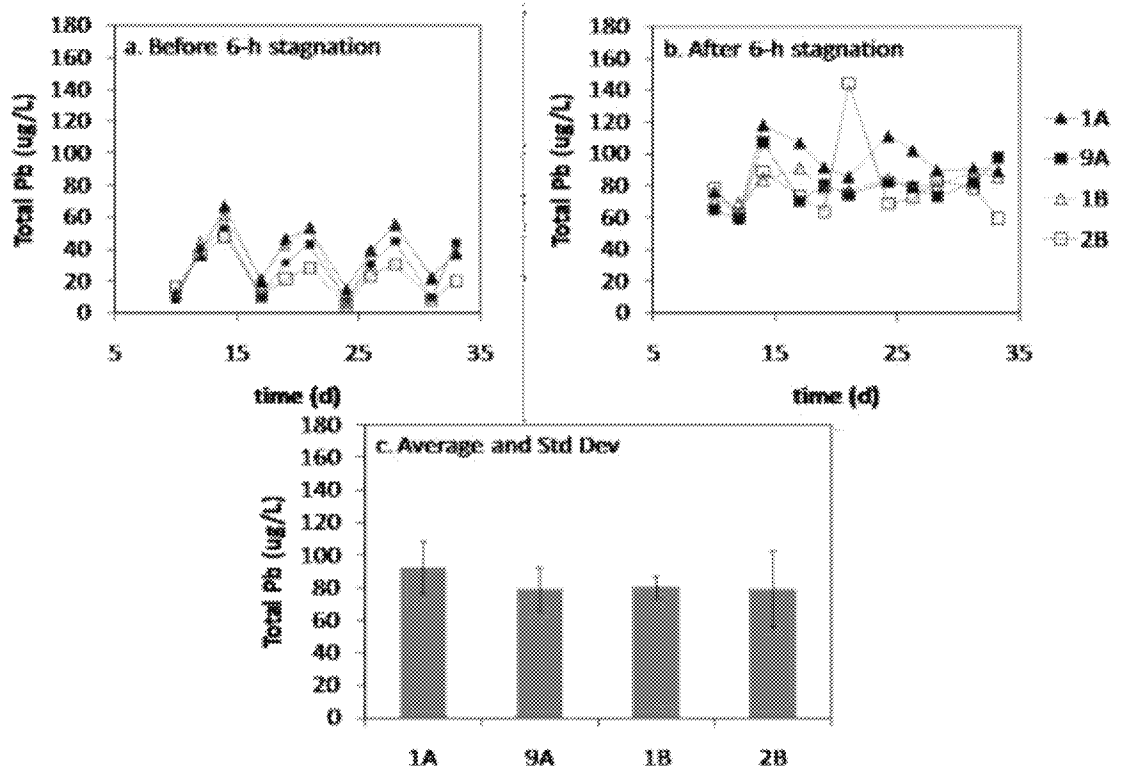 180
a. Before 6-h stagnation
160
140
120
100
80
60
40
20
0
Total Pb (ug/L)
5 15 25 35
time (d)
180
b. After 6-h stagnation
160
140
120
100
80
60
40
20
0
Total Pb (ug/L)
5 15 25 35
time (d)
1A
9A
1B
2B
180
c. Average and Std Dev
160
140
120
100
80
60
40
20
0
Total Pb (ug/L)
1A 9A 1B 2B